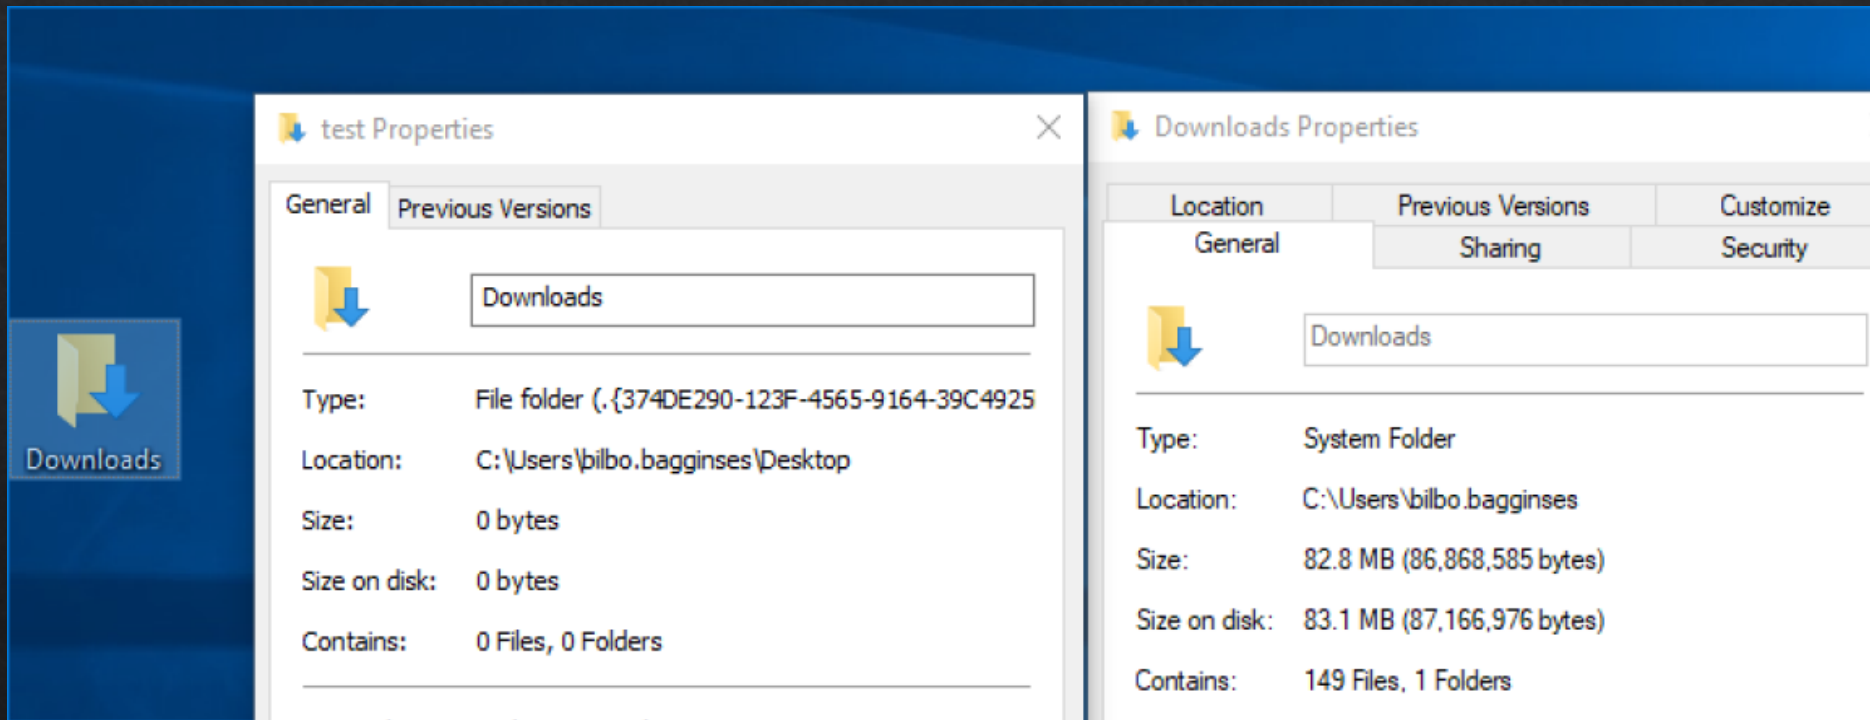 Downloads
test Properties
General
Previous Versions
Downloads
Type: File folder (.{374DE290-123F-4565-9164-39C4925
Location: C:\Users\bilbo.bagginses\Desktop
Size: 0 bytes
Size on disk: 0 bytes
Contains: 0 Files, 0 Folders
Downloads Properties
Location Previous Versions Customize
General Sharing Security
Downloads
Type: System Folder
Location: C:\Users\bilbo.bagginses
Size: 82.8 MB (86,868,585 bytes)
Size on disk: 83.1 MB (87,166,976 bytes)
Contains: 149 Files, 1 Folders